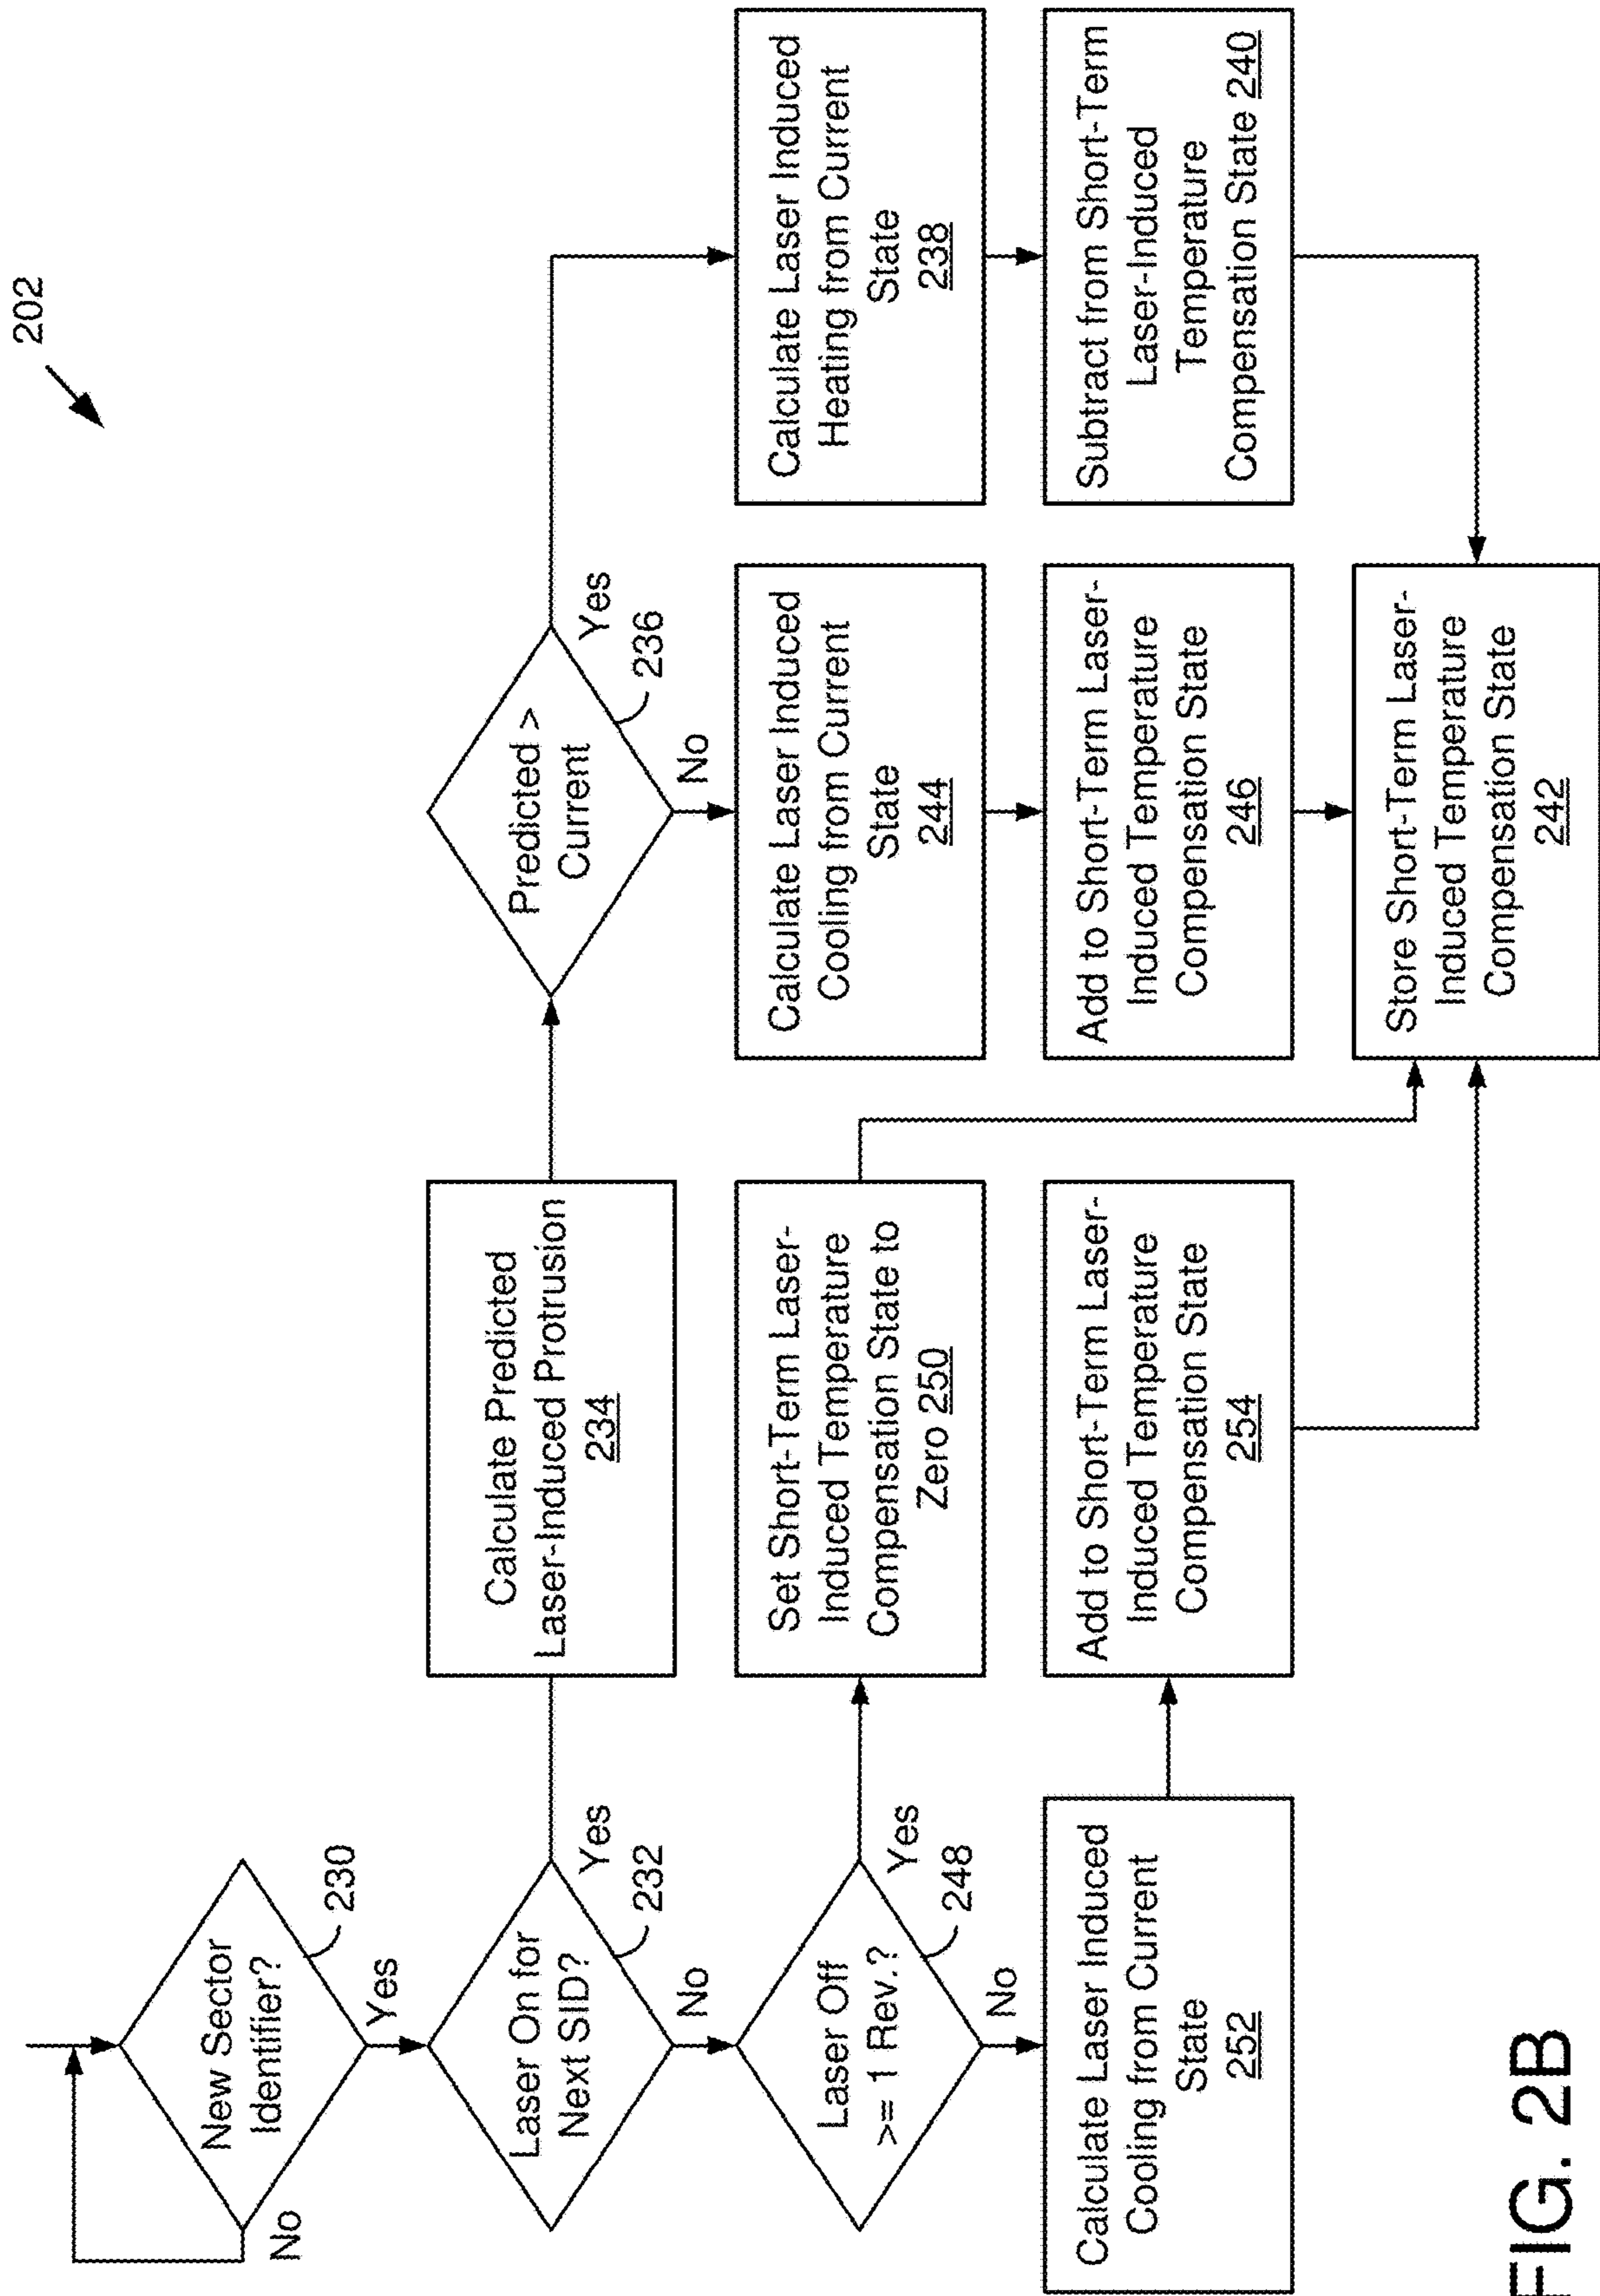 202
New Sector
Identifier?
230
No
Yes
Laser On for
Next SID?
232
Yes
No
Calculate Predicted
Laser-Induced Protrusion
234
Predicted >
Current
236
Yes
No
Calculate Laser Induced
Heating from Current
State
238
Subtract from Short-Term
Laser-Induced
Temperature
Compensation State 240
Calculate Laser Induced
Cooling from Current
State
244
Add to Short-Term Laser-
Induced Temperature
Compensation State
246
Store Short-Term Laser-
Induced Temperature
Compensation State
242
Laser Off
>= 1 Rev.?
248
Yes
No
Set Short-Term Laser-
Induced Temperature
Compensation State to
Zero 250
Calculate Laser Induced
Cooling from Current
State
252
Add to Short-Term Laser-
Induced Temperature
Compensation State
254
FIG. 2B